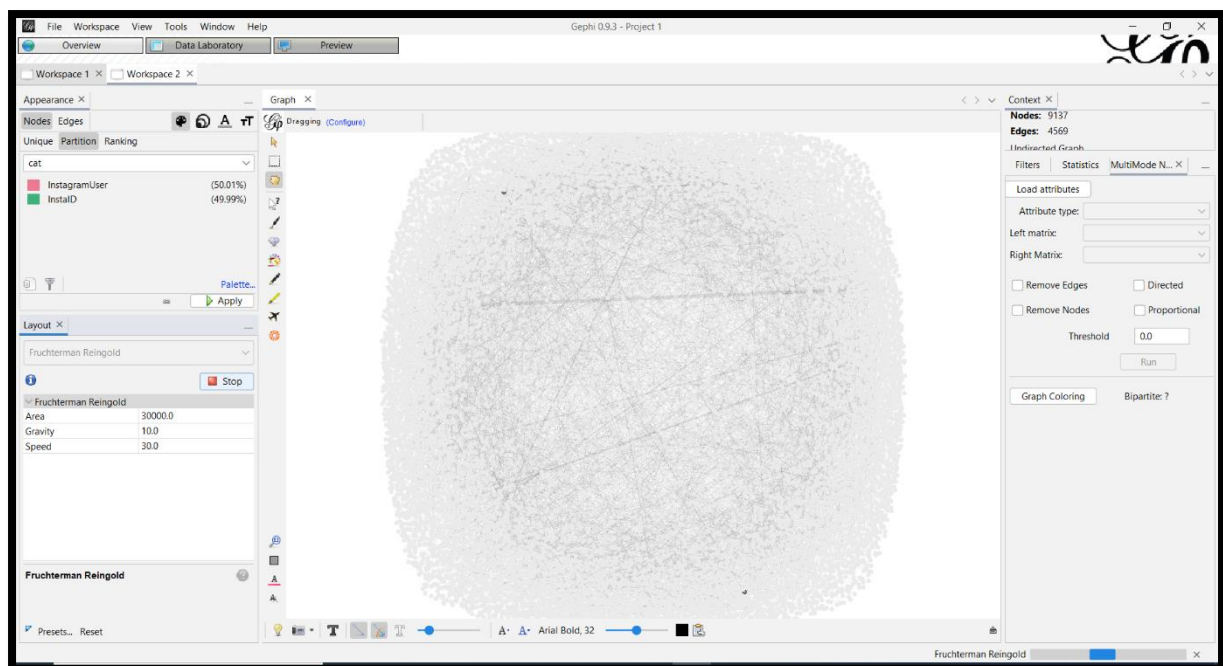 File Workspace View Tools Window Help Gephi 0.9.3 - Project 1
Overview Data Laboratory Preview
Workspace 1 Workspace 2
Appearance
Nodes Edges
Unique Partition Ranking
cat
InstagramUser (50.01%)
InstaID (49.99%)
Palette...
Apply
Layout
Fruchterman Reingold
Stop
Fruchterman Reingold
Area 30000.0
Gravity 10.0
Speed 30.0
Fruchterman Reingold
Presets... Reset
Graph
Dragging (Configure)
Arial Bold, 32
Context
Nodes: 9137
Edges: 4569
Undirected Graph
Filters Statistics MultiMode N...
Load attributes
Attribute type:
Left matrix:
Right Matrix:
Remove Edges Directed
Remove Nodes Proportional
Threshold 0.0
Run
Graph Coloring Bipartite: ?
Fruchterman Reingold